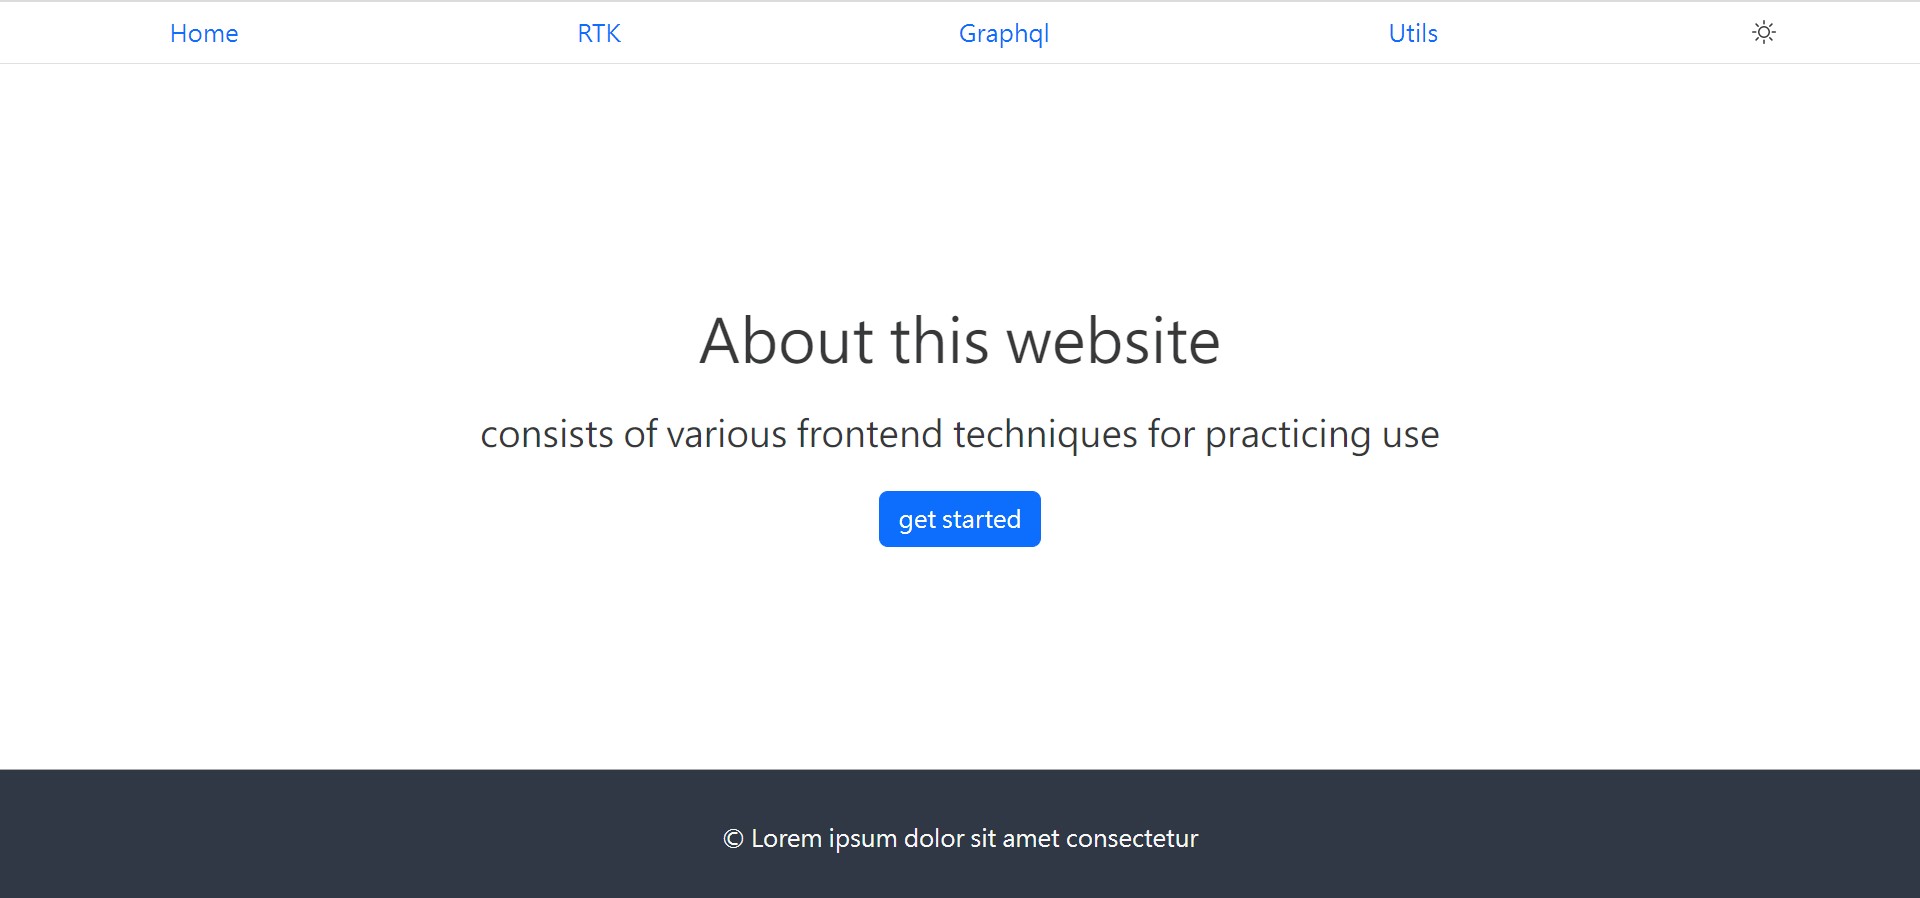 Home RTK Graphql Utils
About this website
consists of various frontend techniques for practicing use
get started
© Lorem ipsum dolor sit amet consectetur